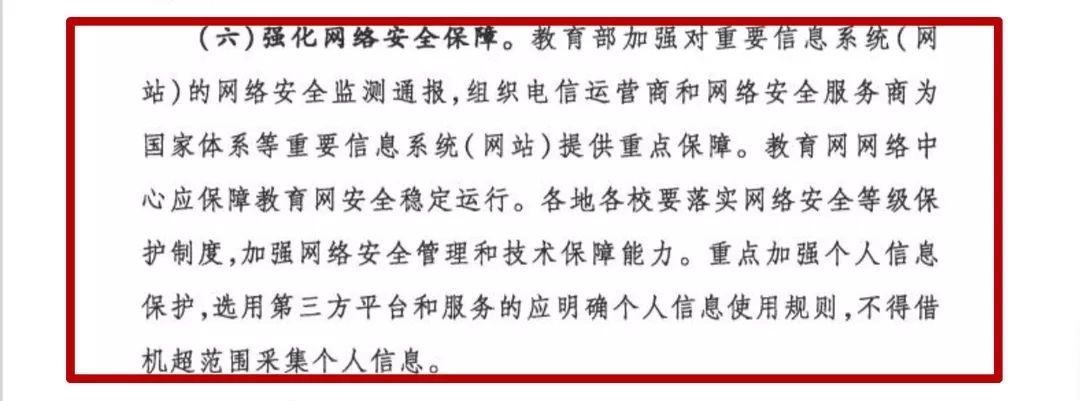 (六)强化网络安全保障。教育部加强对重要信息系统(网
站)的网络安全监测通报,组织电信运营商和网络安全服务商为
国家体系等重要信息系统(网站)提供重点保障。教育网网络中
心应保障教育网安全稳定运行。各地各校要落实网络安全等级保
护制度,加强网络安全管理和技术保障能力。重点加强个人信息
保护,选用第三方平台和服务的应明确个人信息使用规则,不得借
机超范围采集个人信息。